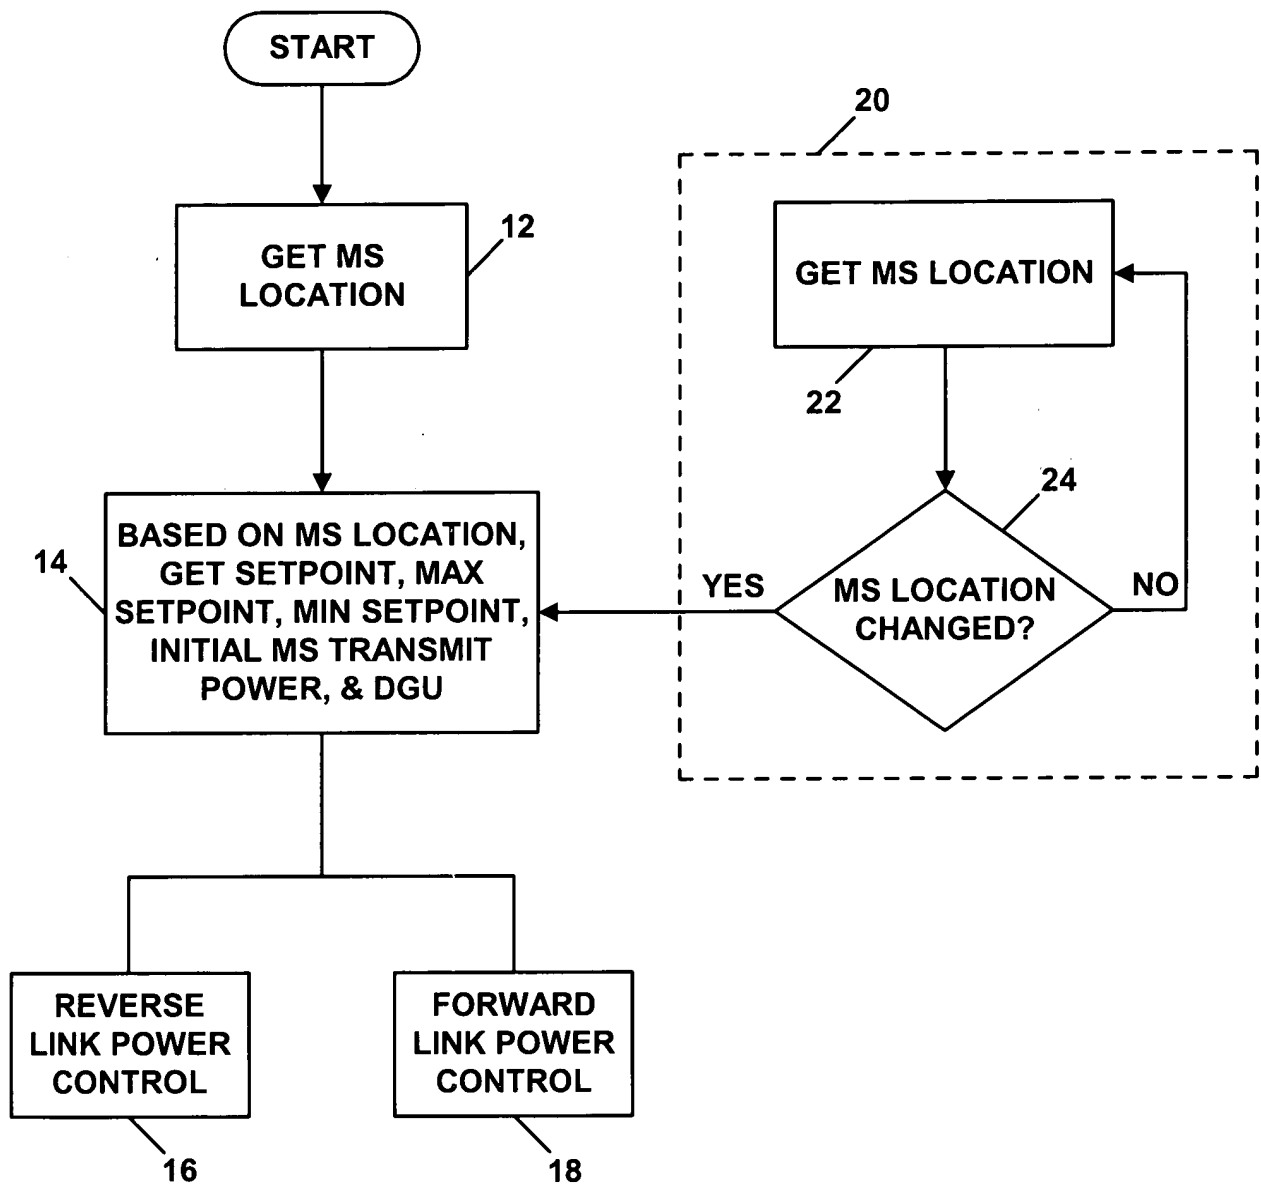 START
20
GET MS
LOCATION
12
GET MS LOCATION
22
24
14
BASED ON MS LOCATION,
GET SETPOINT, MAX
SETPOINT, MIN SETPOINT,
INITIAL MS TRANSMIT
POWER, & DGU
YES
MS LOCATION
CHANGED?
NO
REVERSE
LINK POWER
CONTROL
16
FORWARD
LINK POWER
CONTROL
18